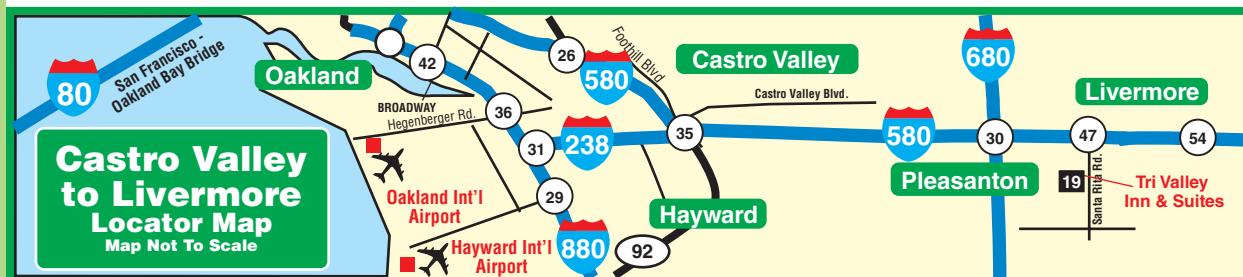 80
San Francisco -
Oakland Bay Bridge
Oakland
42
BROADWAY
Hegenberger Rd.
36
31
29
26
Foothill Blvd
580
238
35
Castro Valley
Castro Valley Blvd.
580
680
30
47
54
Livermore
Pleasanton
19
Santa Rita Rd.
Tri Valley
Inn & Suites
Hayward
92
880
Oakland Int'l
Airport
Hayward Int'l
Airport
Castro Valley
to Livermore
Locator Map
Map Not To Scale